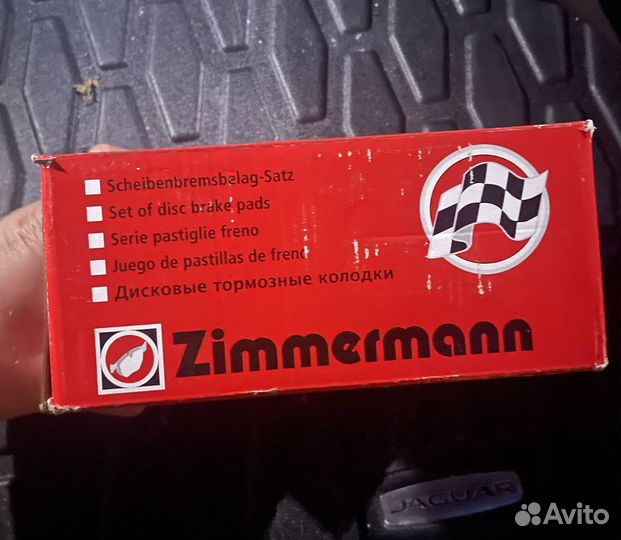 Scheibenbremsbelag-Satz
Set of disc brake pads
Serie pastiglie freno
Juego de pastillas de freno
Дисковые тормозные колодки
Zimmermann
JAGUAR
Avito